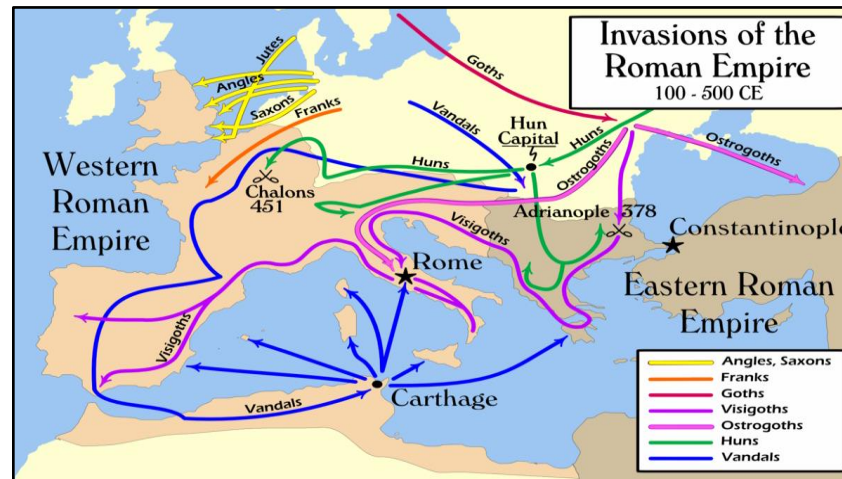 Invasions of the
Roman Empire
100 - 500 CE
Jutes
Angles
Saxons
Franks
Goths
Vandals
Hun
Capital
Huns
Ostrogoths
Ostrogoths
Huns
Western
Roman
Empire
Chalons
451
Visigoths
Adrianople 378
Constantinople
Rome
Eastern Roman
Empire
Visigoths
Vandals
Carthage
Angles, Saxons
Franks
Goths
Visigoths
Ostrogoths
Huns
Vandals